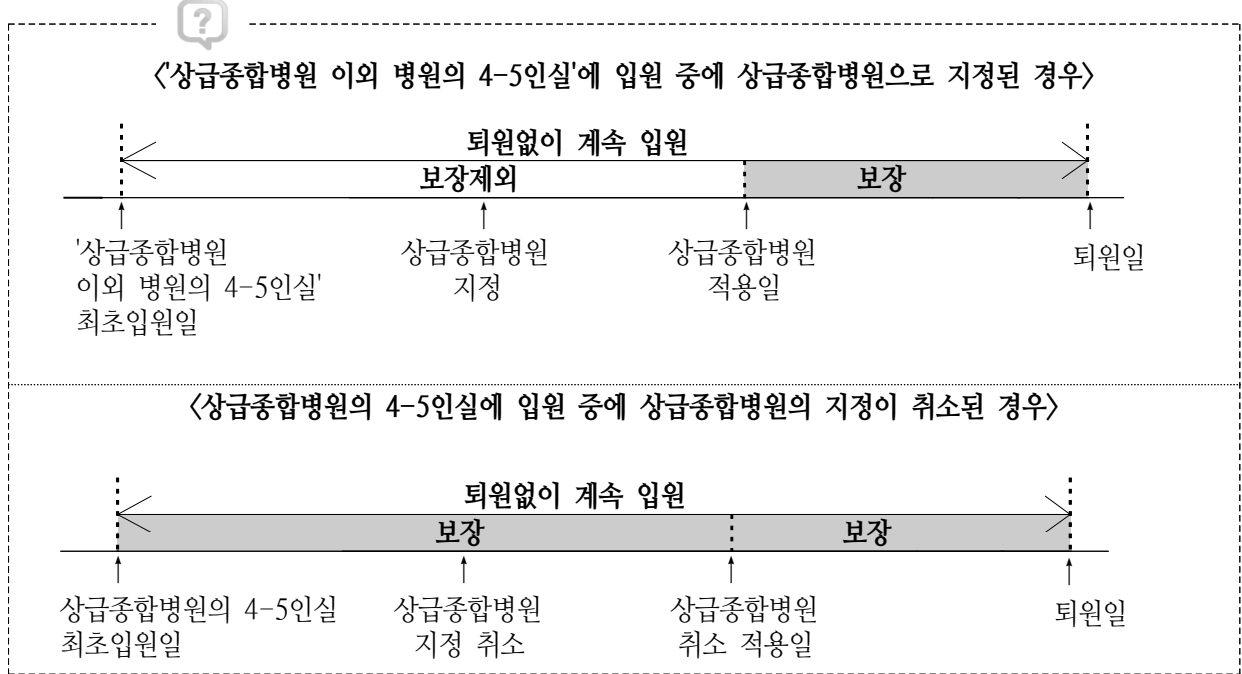 ?
<'상급종합병원 이외 병원의 4-5인실'에 입원 중에 상급종합병원으로 지정된 경우>
퇴원없이 계속 입원
보장제외 보장
'상급종합병원 이외 병원의 4-5인실' 최초입원일
상급종합병원 지정
상급종합병원 적용일
퇴원일
<상급종합병원의 4-5인실에 입원 중에 상급종합병원의 지정이 취소된 경우>
퇴원없이 계속 입원
보장 보장
상급종합병원의 4-5인실 최초입원일
상급종합병원 지정 취소
상급종합병원 취소 적용일
퇴원일